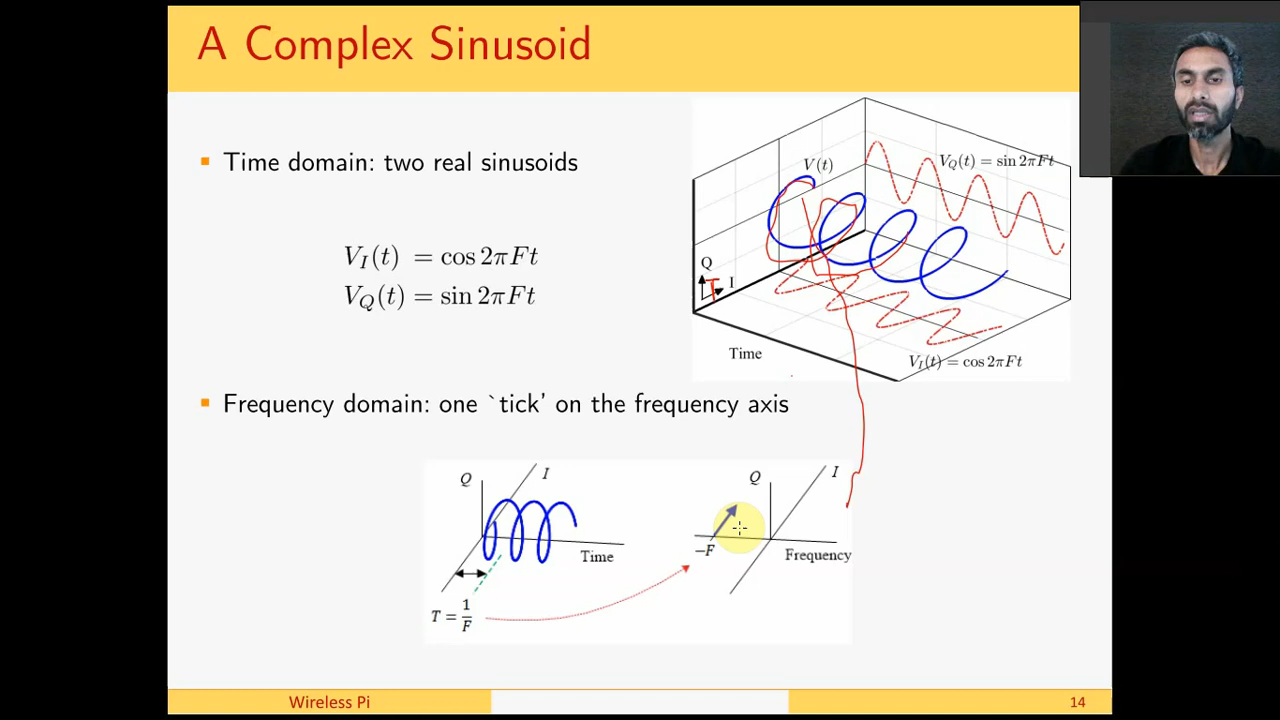 A Complex Sinusoid
Time domain: two real sinusoids
V_I(t) = cos 2πFt
V_Q(t) = sin 2πFt
V(t)
V_Q(t) = sin 2πFt
Q
I
Time
V_I(t) = cos 2πFt
Frequency domain: one `tick' on the frequency axis
Q
I
Time
T = 1/F
Q
I
−F
Frequency
Wireless Pi
14